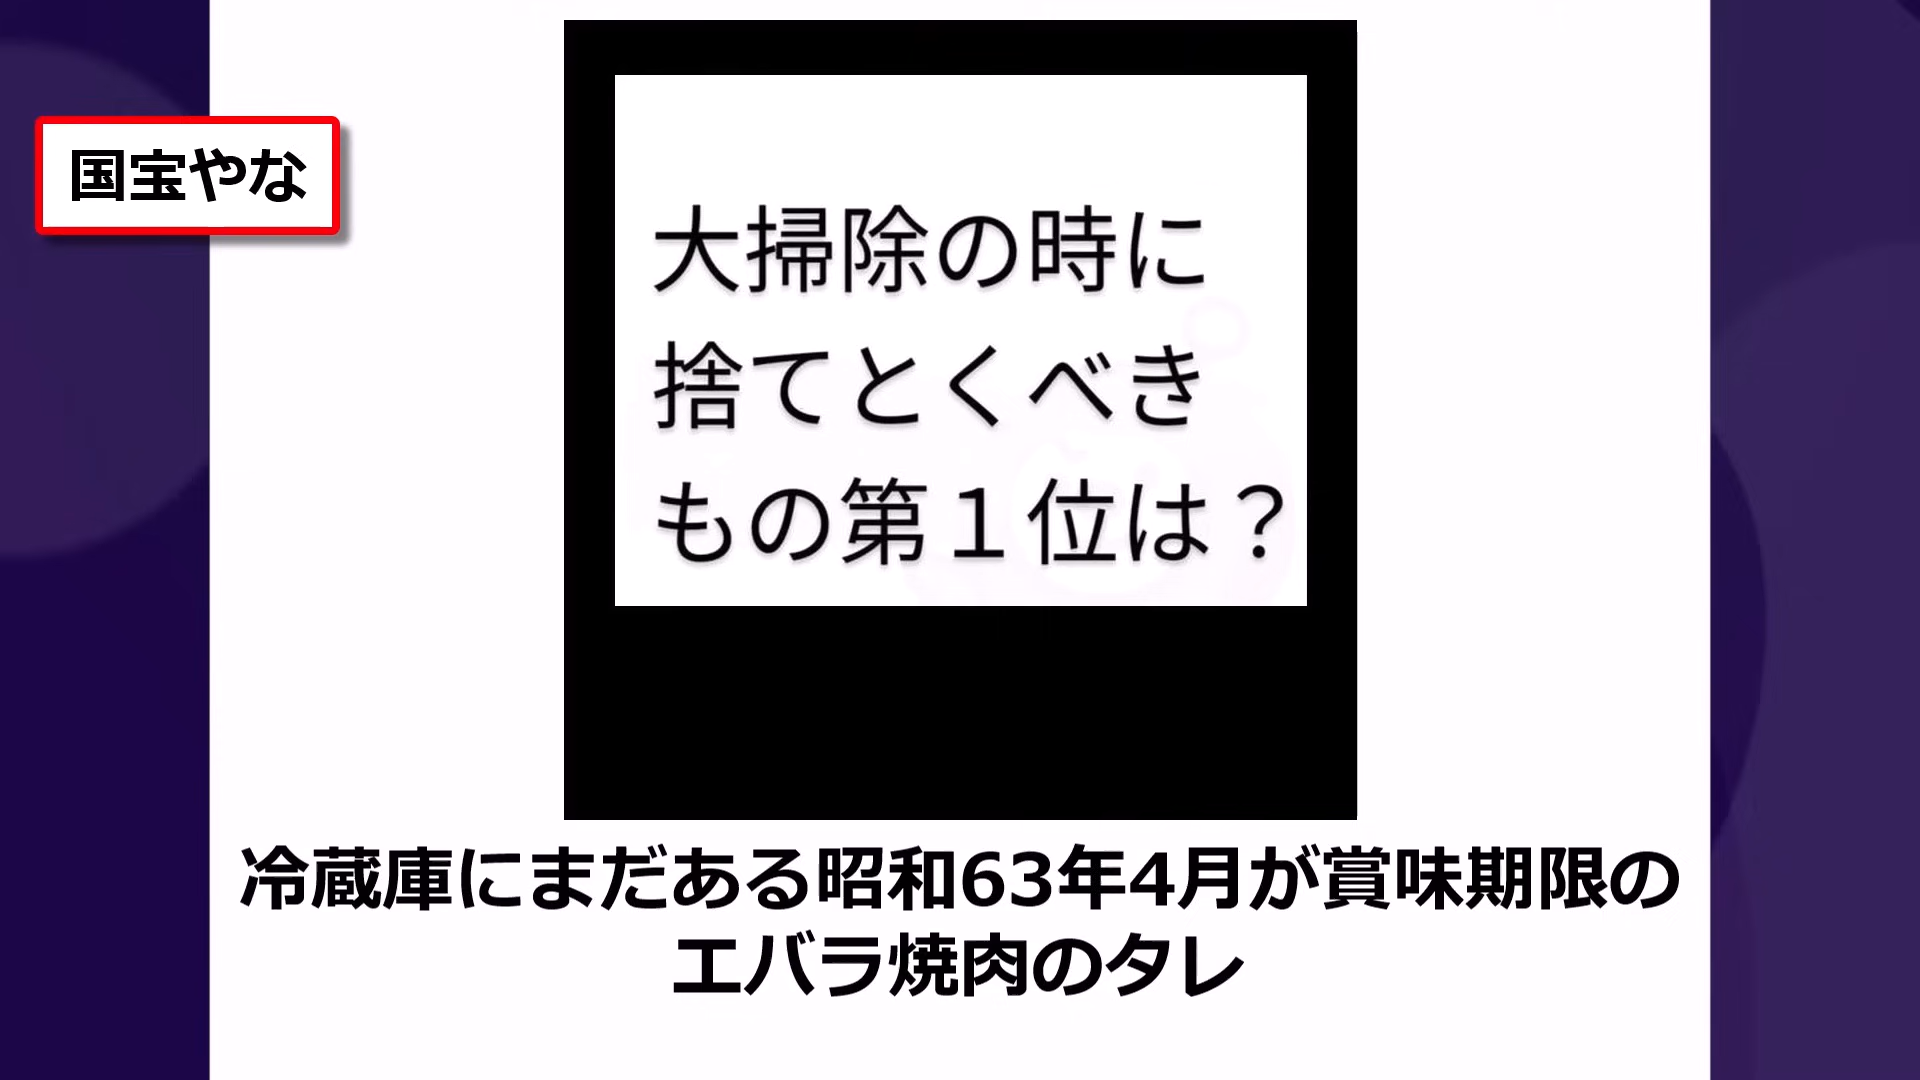 国宝やな
大掃除の時に
捨てとくべき
もの第１位は？
冷蔵庫にまだある昭和63年4月が賞味期限の
エバラ焼肉のタレ